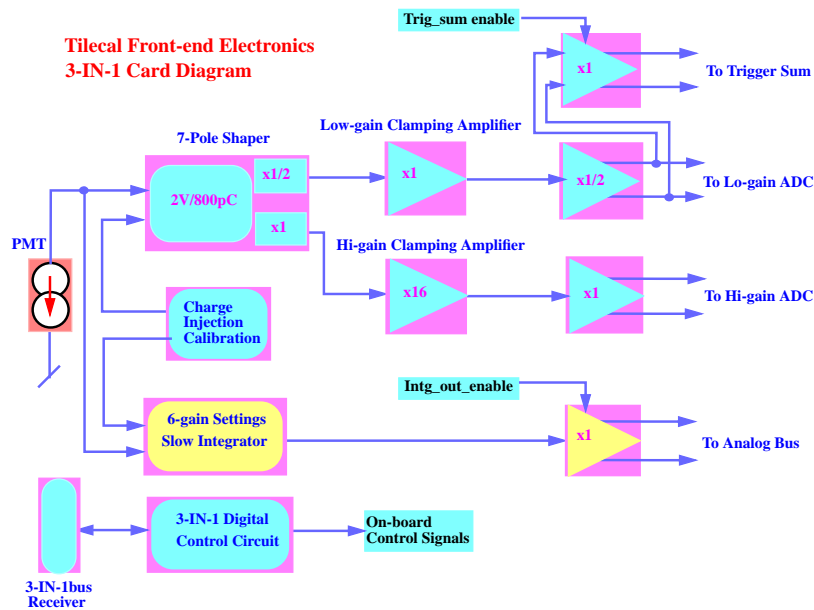 Trig_sum enable
Tilecal Front-end Electronics
3-IN-1 Card Diagram
x1
To Trigger Sum
Low-gain Clamping Amplifier
7-Pole Shaper
x1/2
2V/800pC
x1
x1
x1/2
To Lo-gain ADC
PMT
Hi-gain Clamping Amplifier
x16
x1
To Hi-gain ADC
Charge
Injection
Calibration
Intg_out_enable
6-gain Settings
Slow Integrator
x1
To Analog Bus
3-IN-1 Digital
Control Circuit
On-board
Control Signals
3-IN-1bus
Receiver